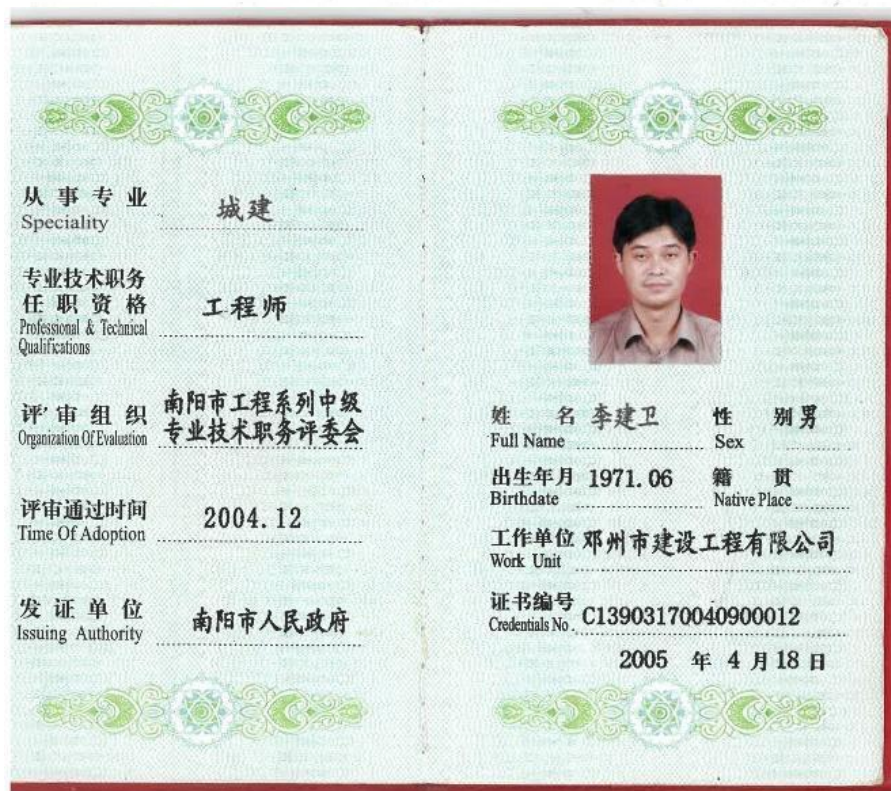 从事专业 城建
Speciality
专业技术职务
任职资格 工程师
Professional & Technical
Qualifications
评审组织 南阳市工程系列中级
Organization Of Evaluation 专业技术职务评委会
评审通过时间 2004.12
Time Of Adoption
发证单位 南阳市人民政府
Issuing Authority
姓名 李建卫 性别 男
Full Name Sex
出生年月 1971.06 籍贯
Birthdate Native Place
工作单位 邓州市建设工程有限公司
Work Unit
证书编号 C13903170040900012
Credentials No.
2005 年 4 月 18 日